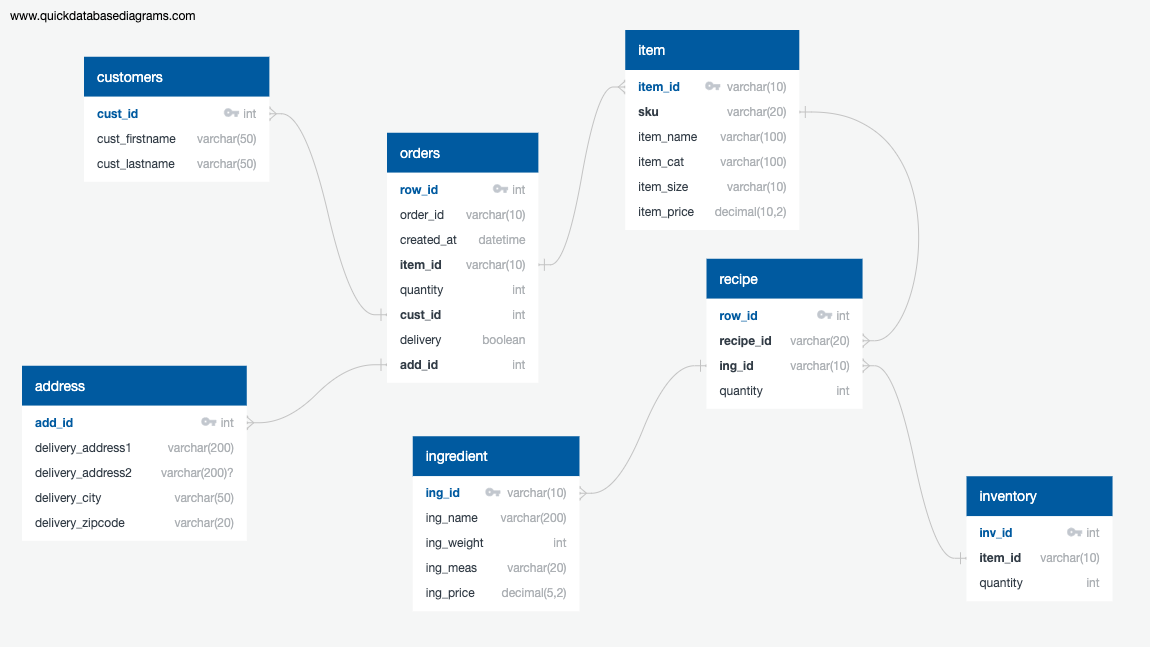 www.quickdatabasediagrams.com
customers
cust_id int
cust_firstname varchar(50)
cust_lastname varchar(50)
orders
row_id int
order_id varchar(10)
created_at datetime
item_id varchar(10)
quantity int
cust_id int
delivery boolean
add_id int
item
item_id varchar(10)
sku varchar(20)
item_name varchar(100)
item_cat varchar(100)
item_size varchar(10)
item_price decimal(10,2)
recipe
row_id int
recipe_id varchar(20)
ing_id varchar(10)
quantity int
address
add_id int
delivery_address1 varchar(200)
delivery_address2 varchar(200)?
delivery_city varchar(50)
delivery_zipcode varchar(20)
ingredient
ing_id varchar(10)
ing_name varchar(200)
ing_weight int
ing_meas varchar(20)
ing_price decimal(5,2)
inventory
inv_id int
item_id varchar(10)
quantity int